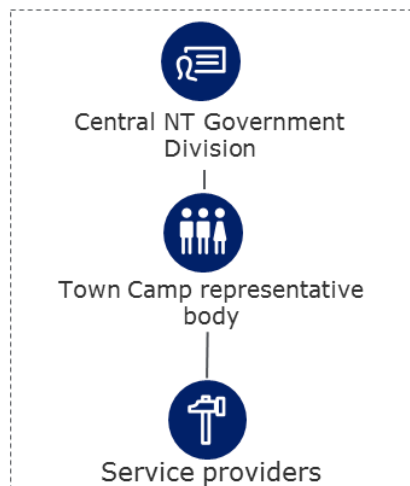 Central NT Government
Division
Town Camp representative
body
Service providers